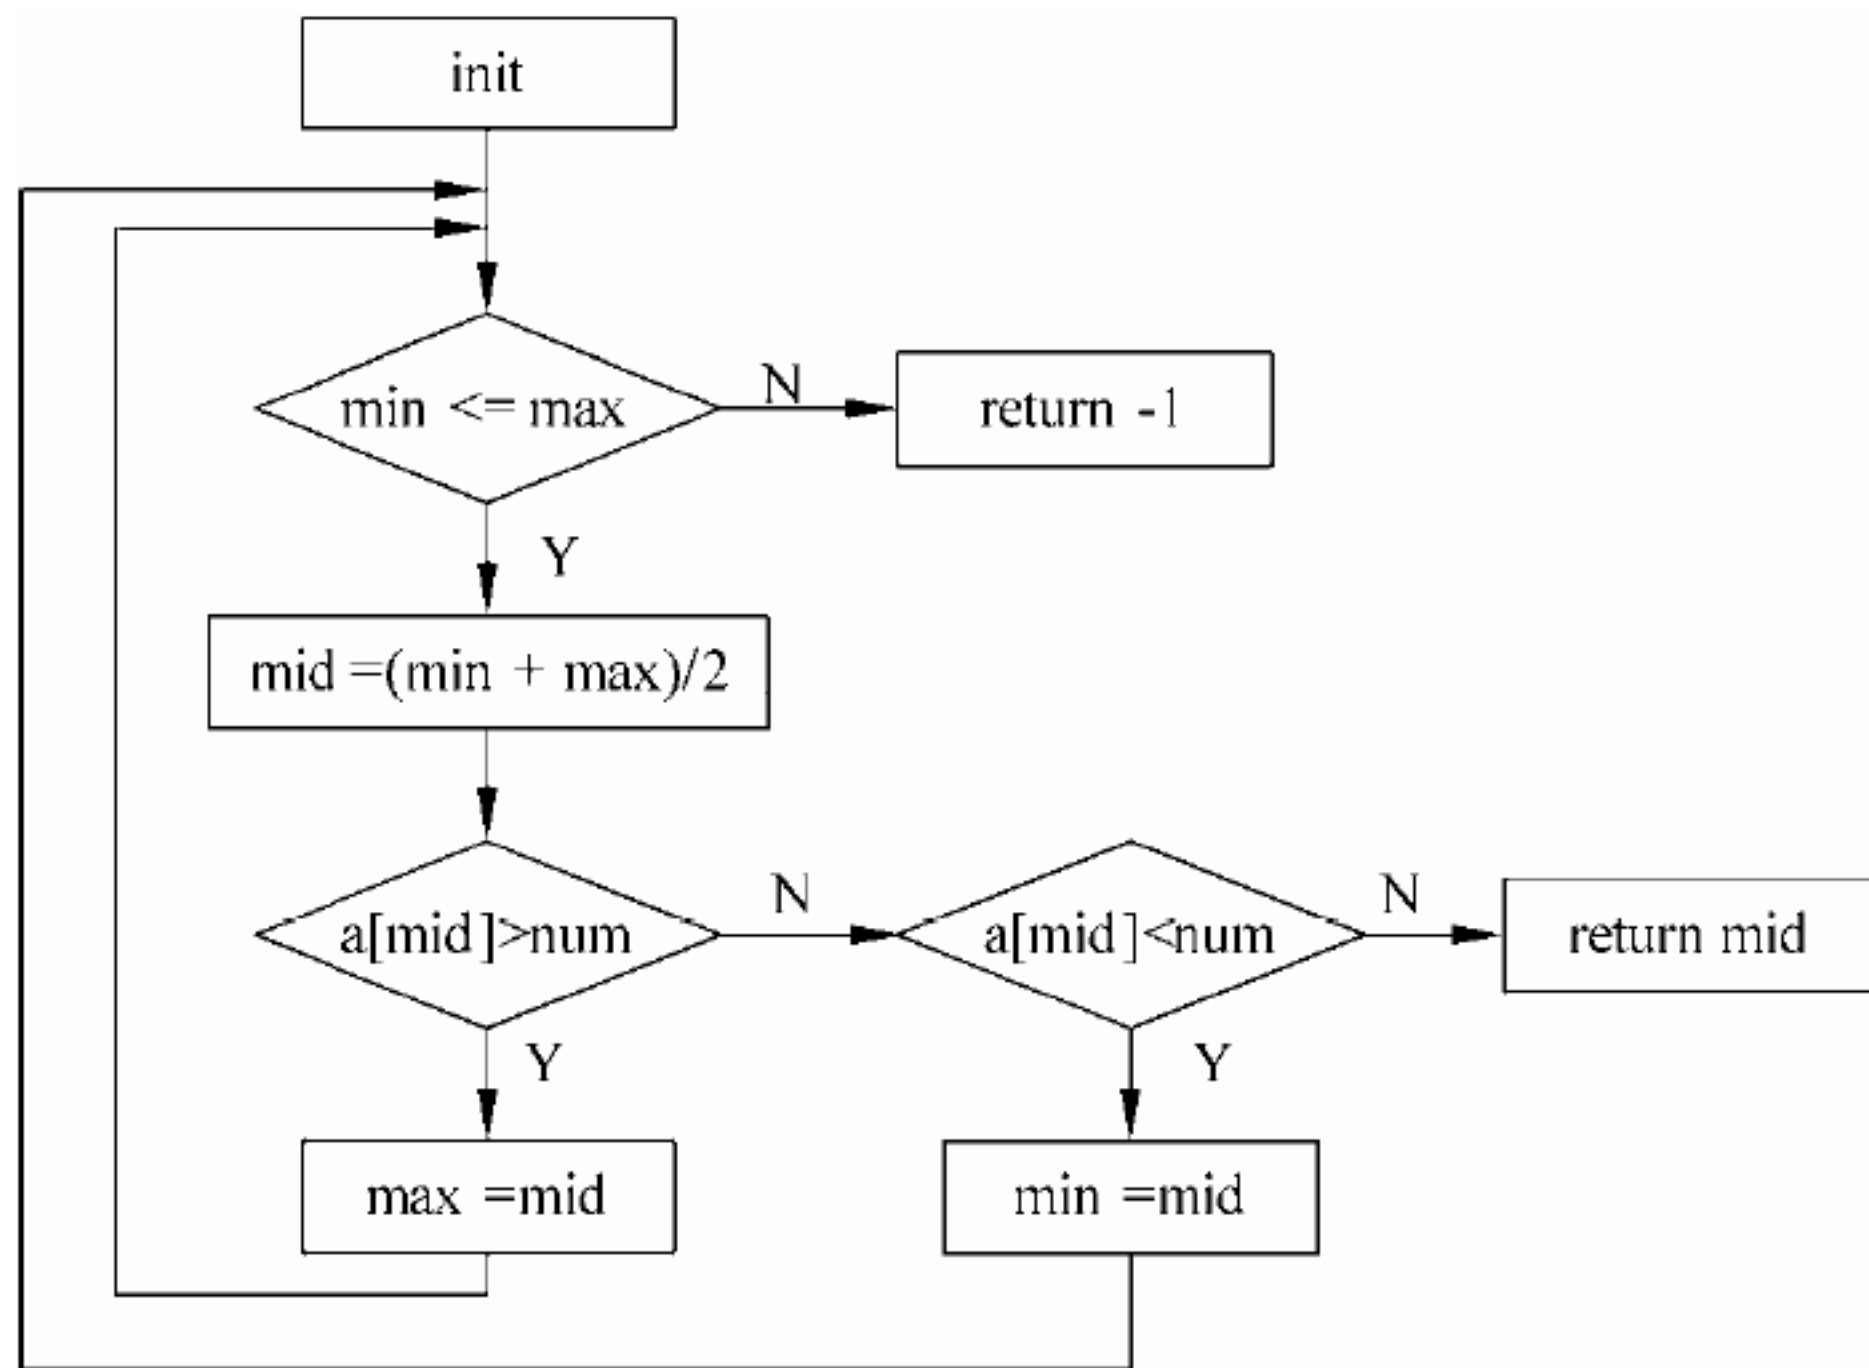 init
min <= max
N
return -1
Y
mid =(min + max)/2
a[mid]>num
N
a[mid]<num
N
return mid
Y
Y
max =mid
min =mid